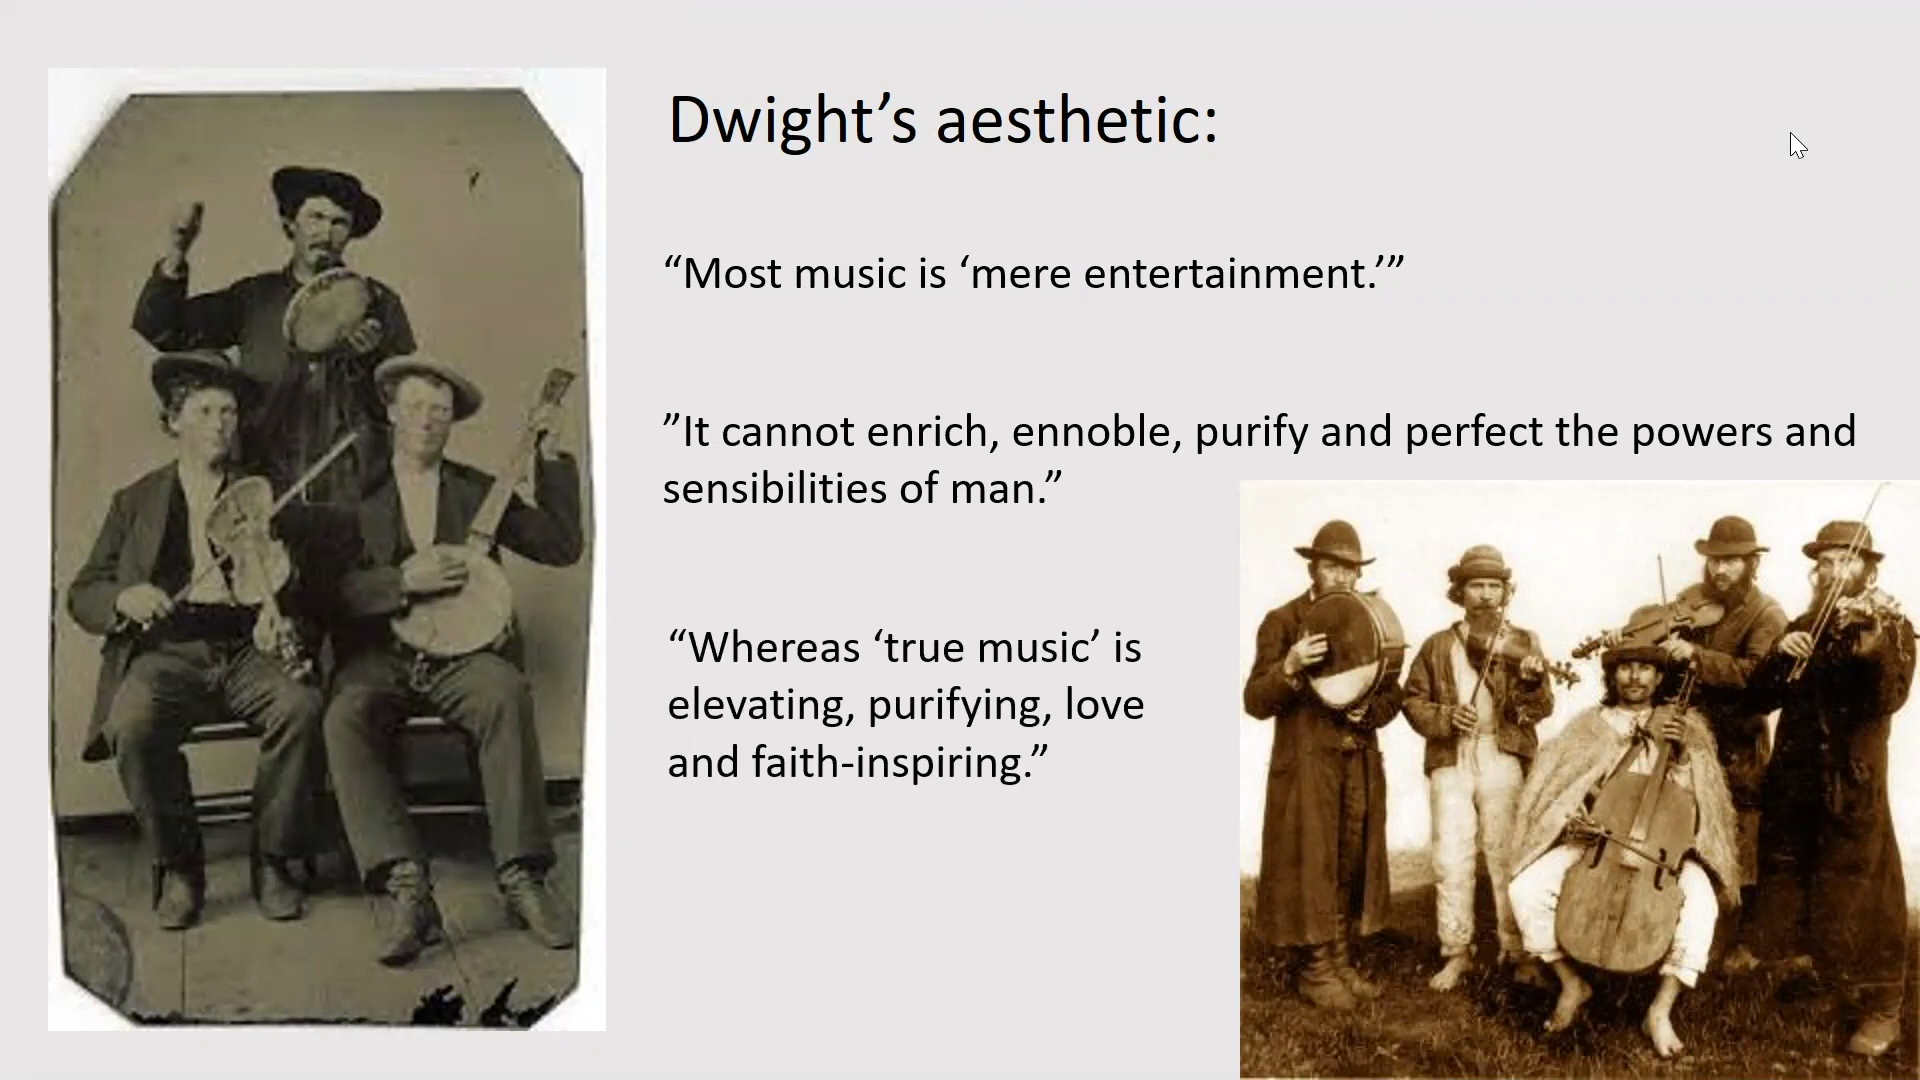 Dwight’s aesthetic:
“Most music is ‘mere entertainment.’”
”It cannot enrich, ennoble, purify and perfect the powers and
sensibilities of man.”
“Whereas ‘true music’ is
elevating, purifying, love
and faith-inspiring.”